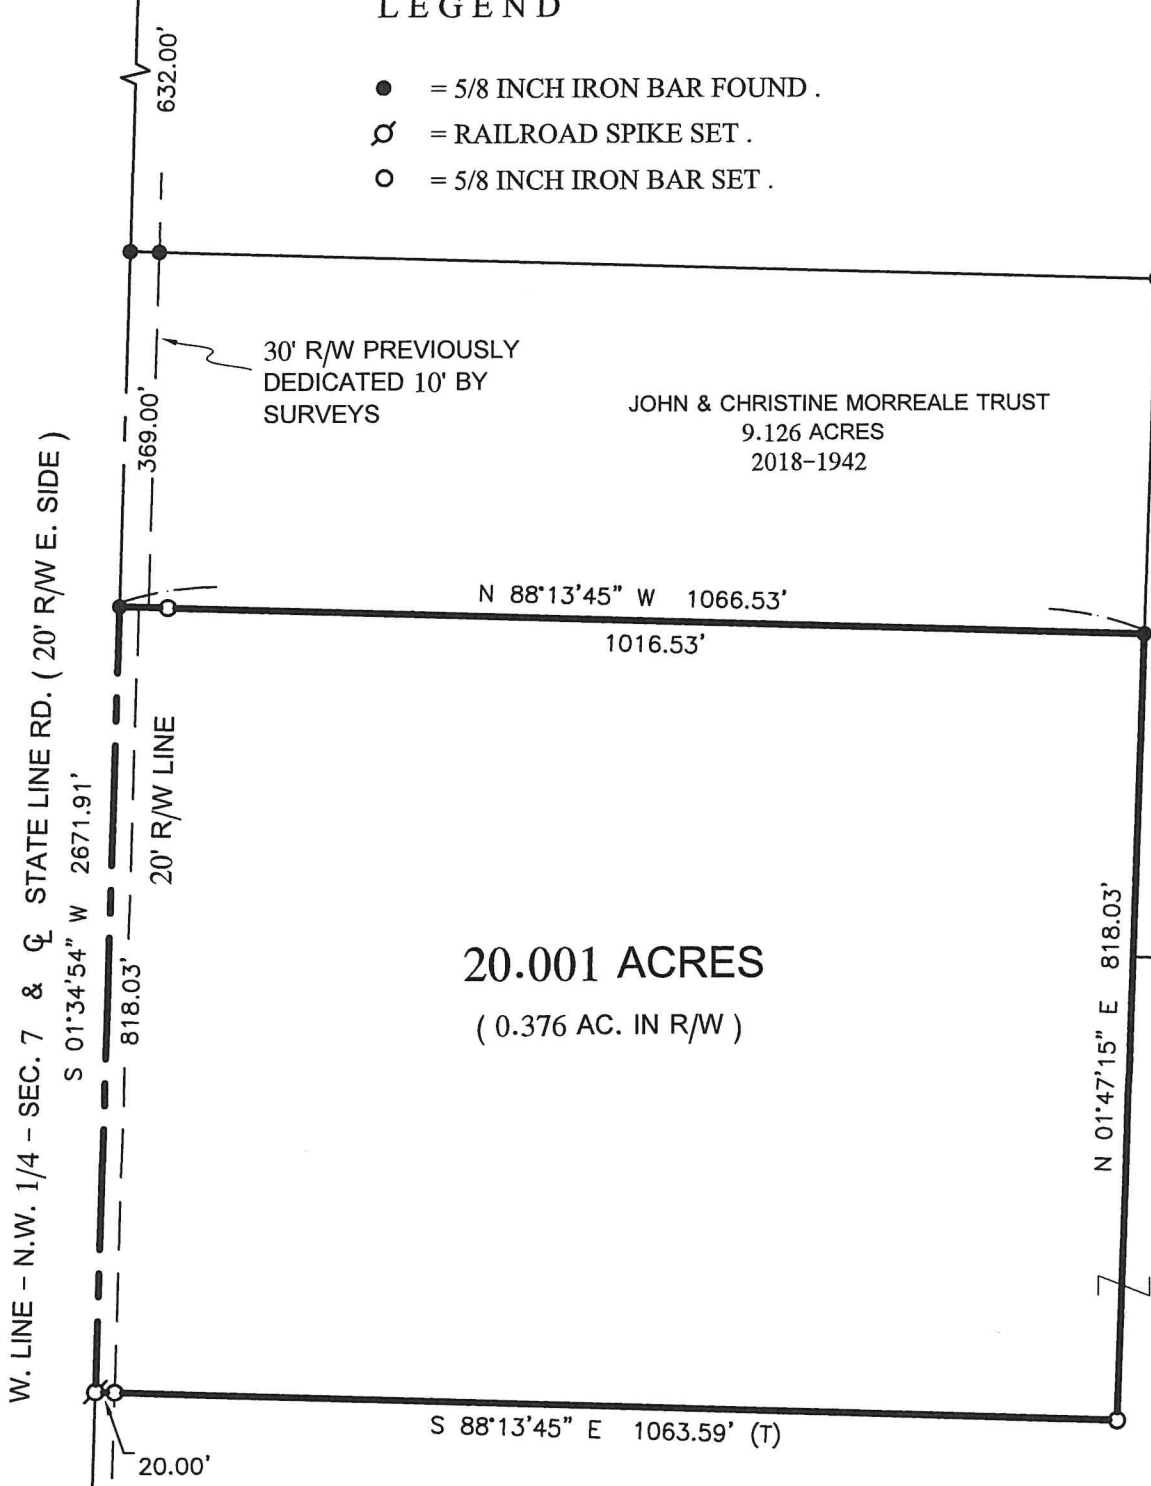 LEGEND
= 5/8 INCH IRON BAR FOUND .
= RAILROAD SPIKE SET .
= 5/8 INCH IRON BAR SET .
632.00'
30' R/W PREVIOUSLY
DEDICATED 10' BY
SURVEYS
369.00'
JOHN & CHRISTINE MORREALE TRUST
9.126 ACRES
2018-1942
N 88°13'45" W 1066.53'
1016.53'
W. LINE - N.W. 1/4 - SEC. 7 & ℄ STATE LINE RD. ( 20' R/W E. SIDE )
S 01°34'54" W 2671.91'
818.03'
20' R/W LINE
20.001 ACRES
( 0.376 AC. IN R/W )
N 01°47'15" E 818.03'
S 88°13'45" E 1063.59' (T)
20.00'